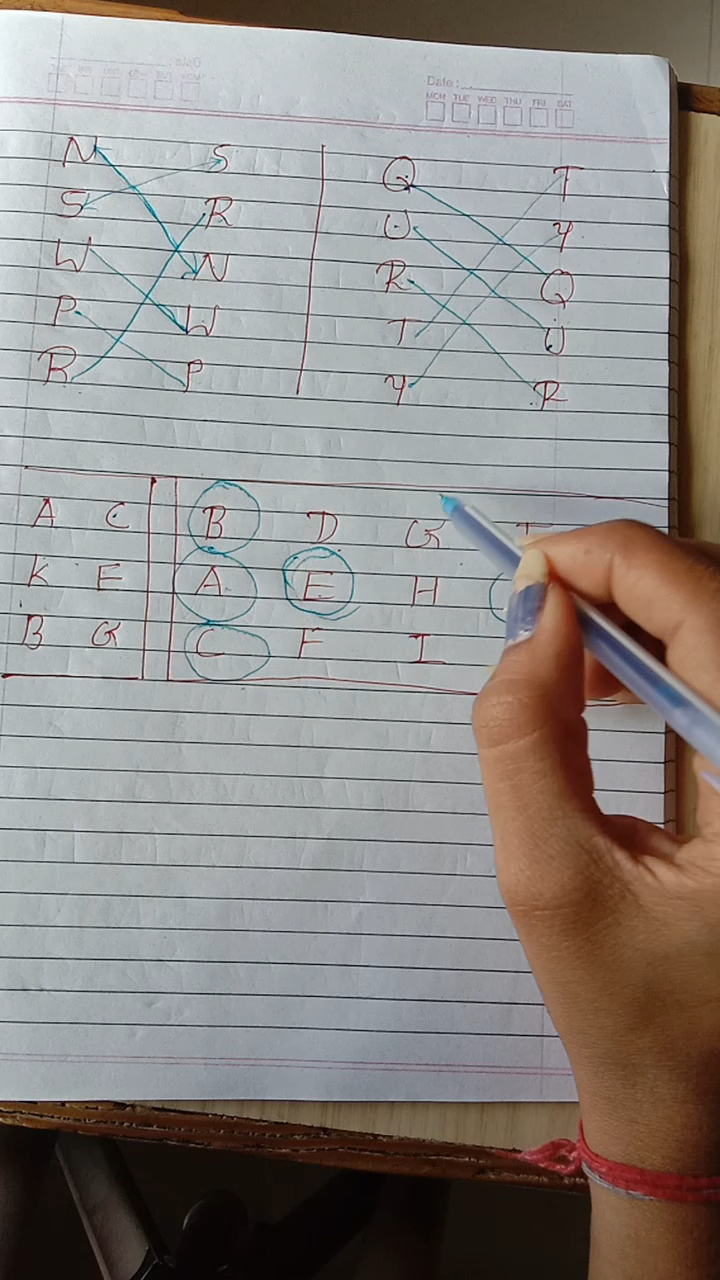 Date :
MON TUE WED THU FRI SAT
N S Q T
S R U Y
W N R Q
P W T U
R P Y R
A C B D G
K E A E H
B G C F I